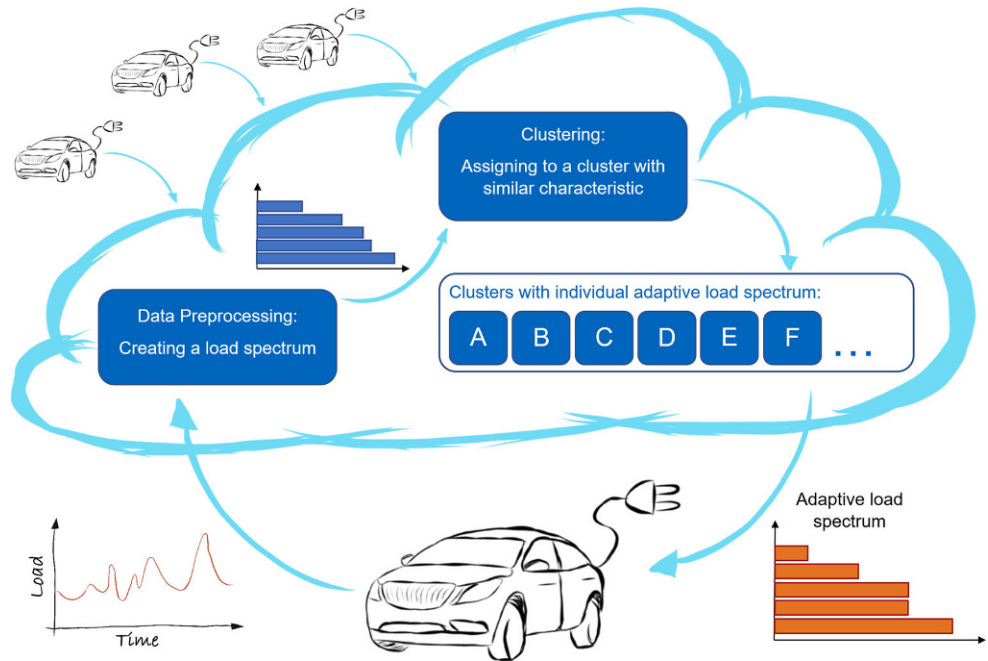 Clustering:
Assigning to a cluster with
similar characteristic
Data Preprocessing:
Creating a load spectrum
Clusters with individual adaptive load spectrum:
A B C D E F ...
Load
Time
Adaptive load
spectrum